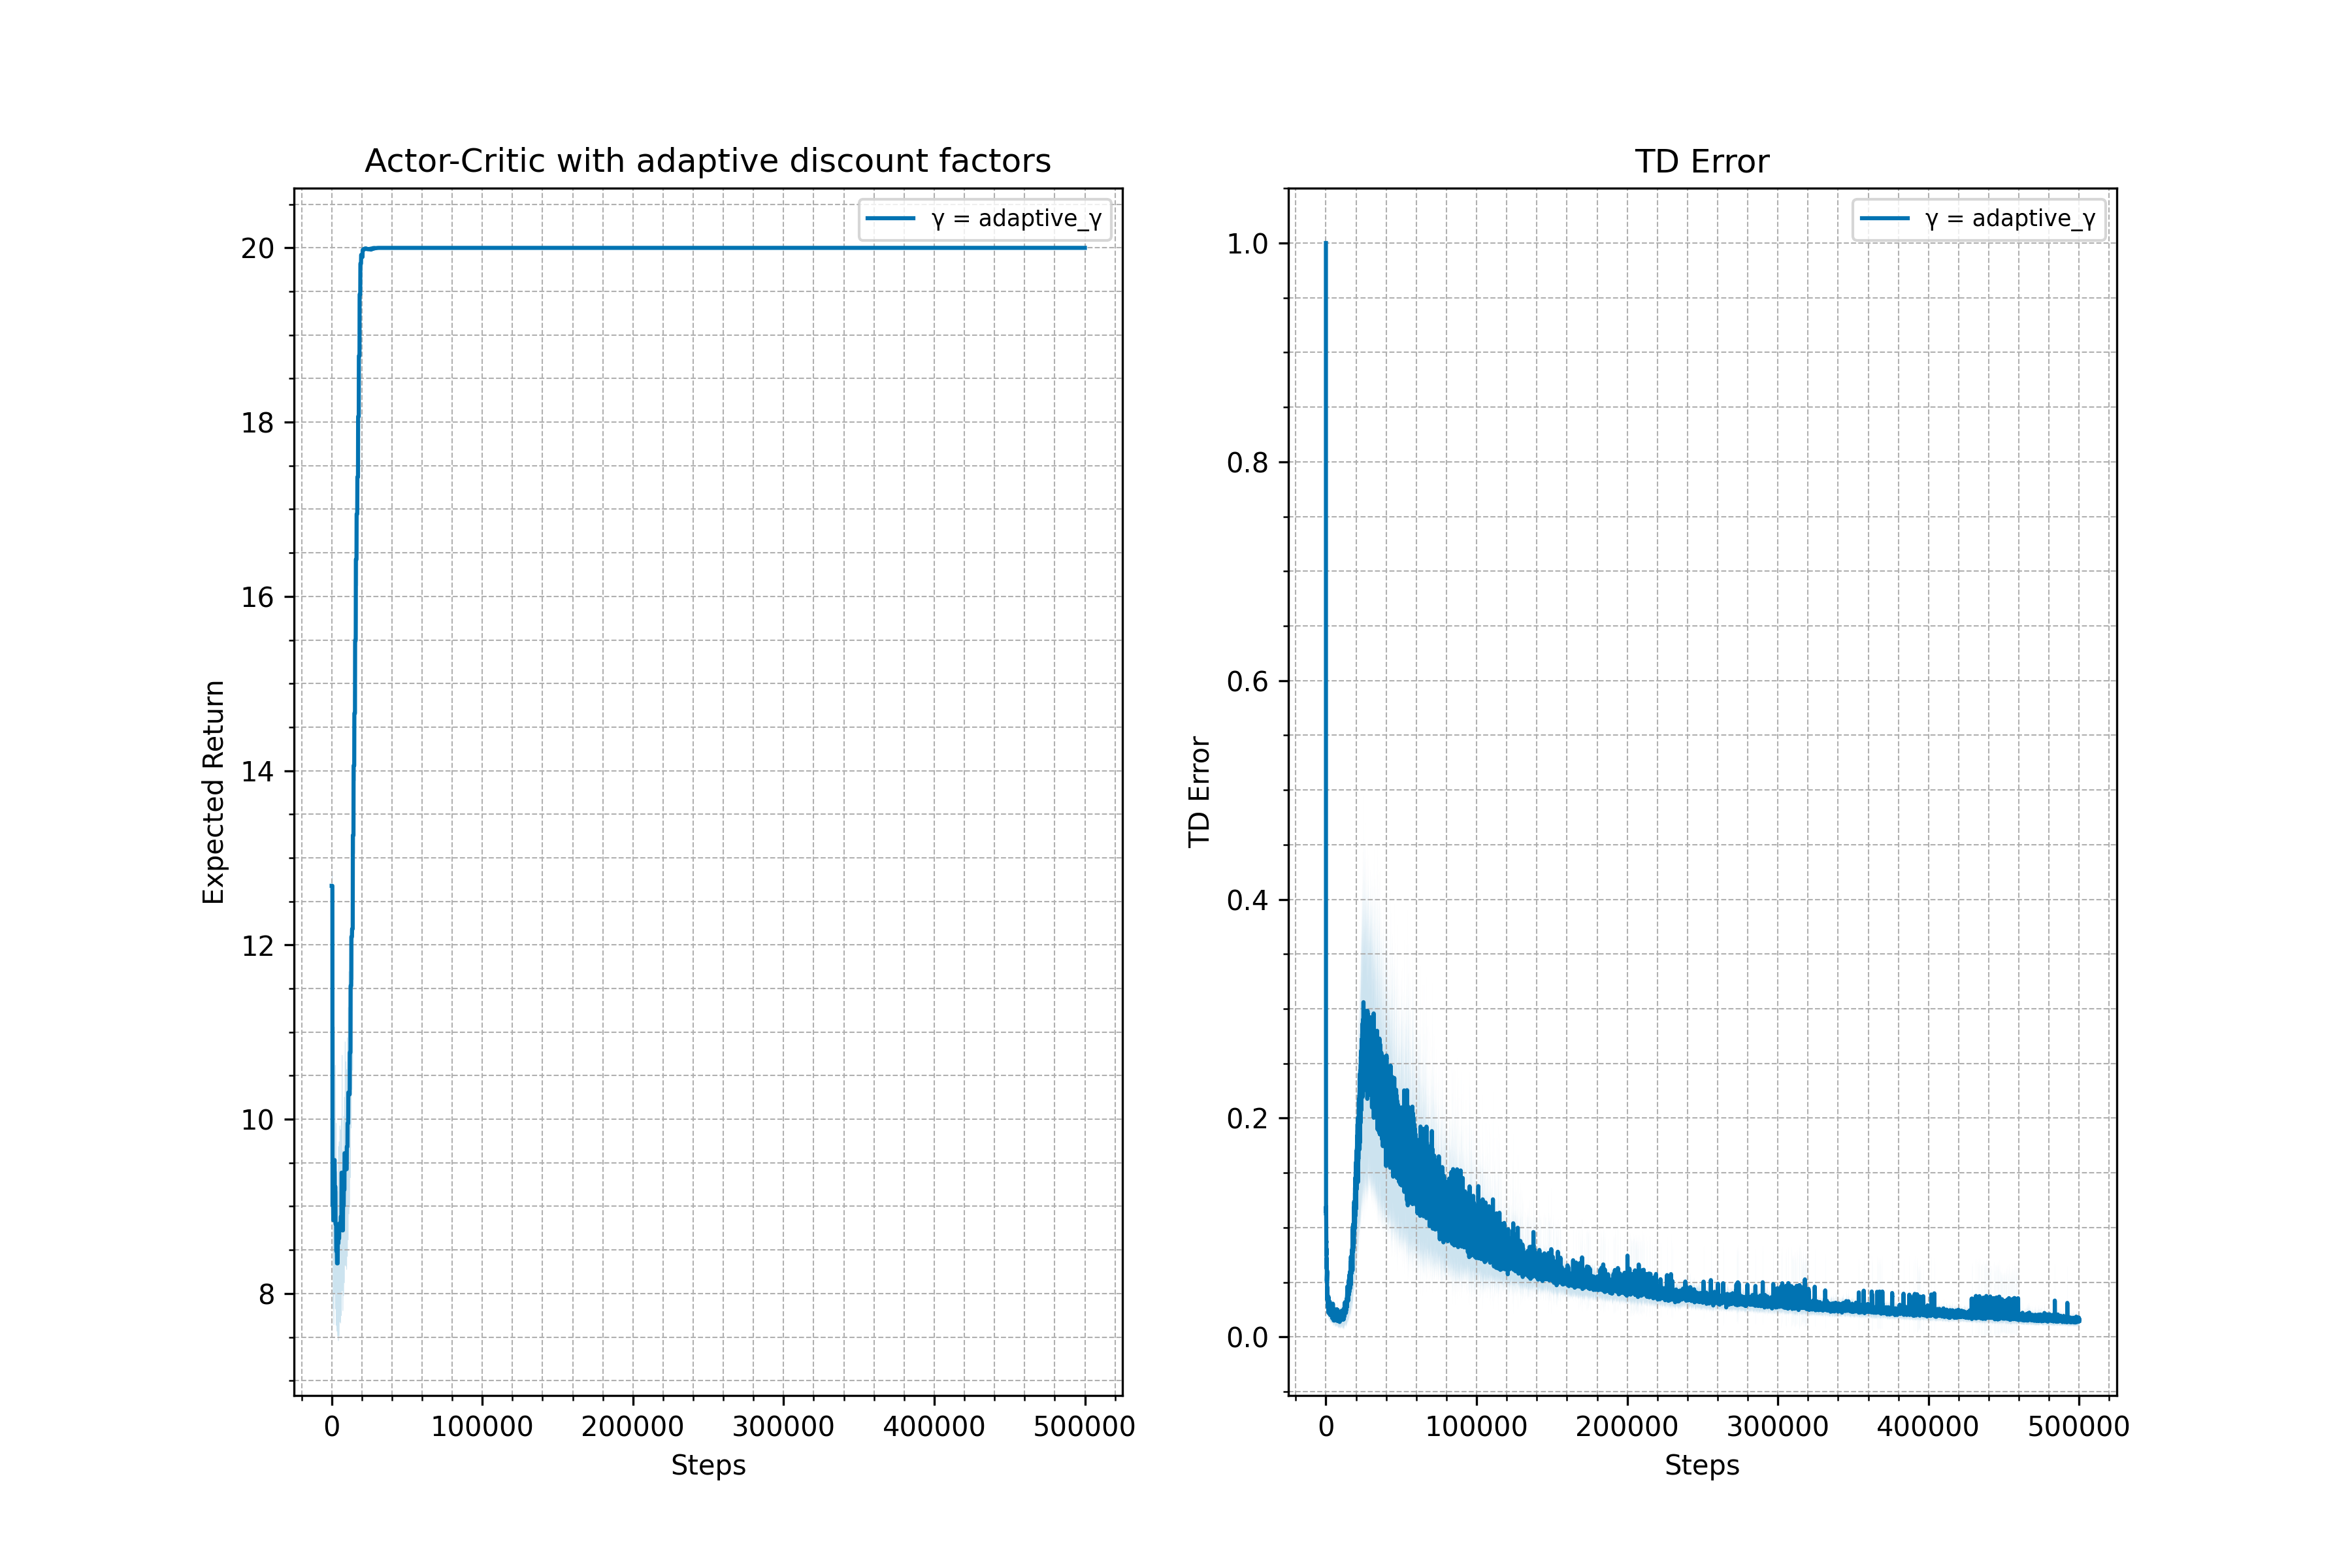 Actor-Critic with adaptive discount factors
γ = adaptive_γ
Expected Return
20
18
16
14
12
10
8
0 100000 200000 300000 400000 500000
Steps
TD Error
γ = adaptive_γ
TD Error
1.0
0.8
0.6
0.4
0.2
0.0
0 100000 200000 300000 400000 500000
Steps